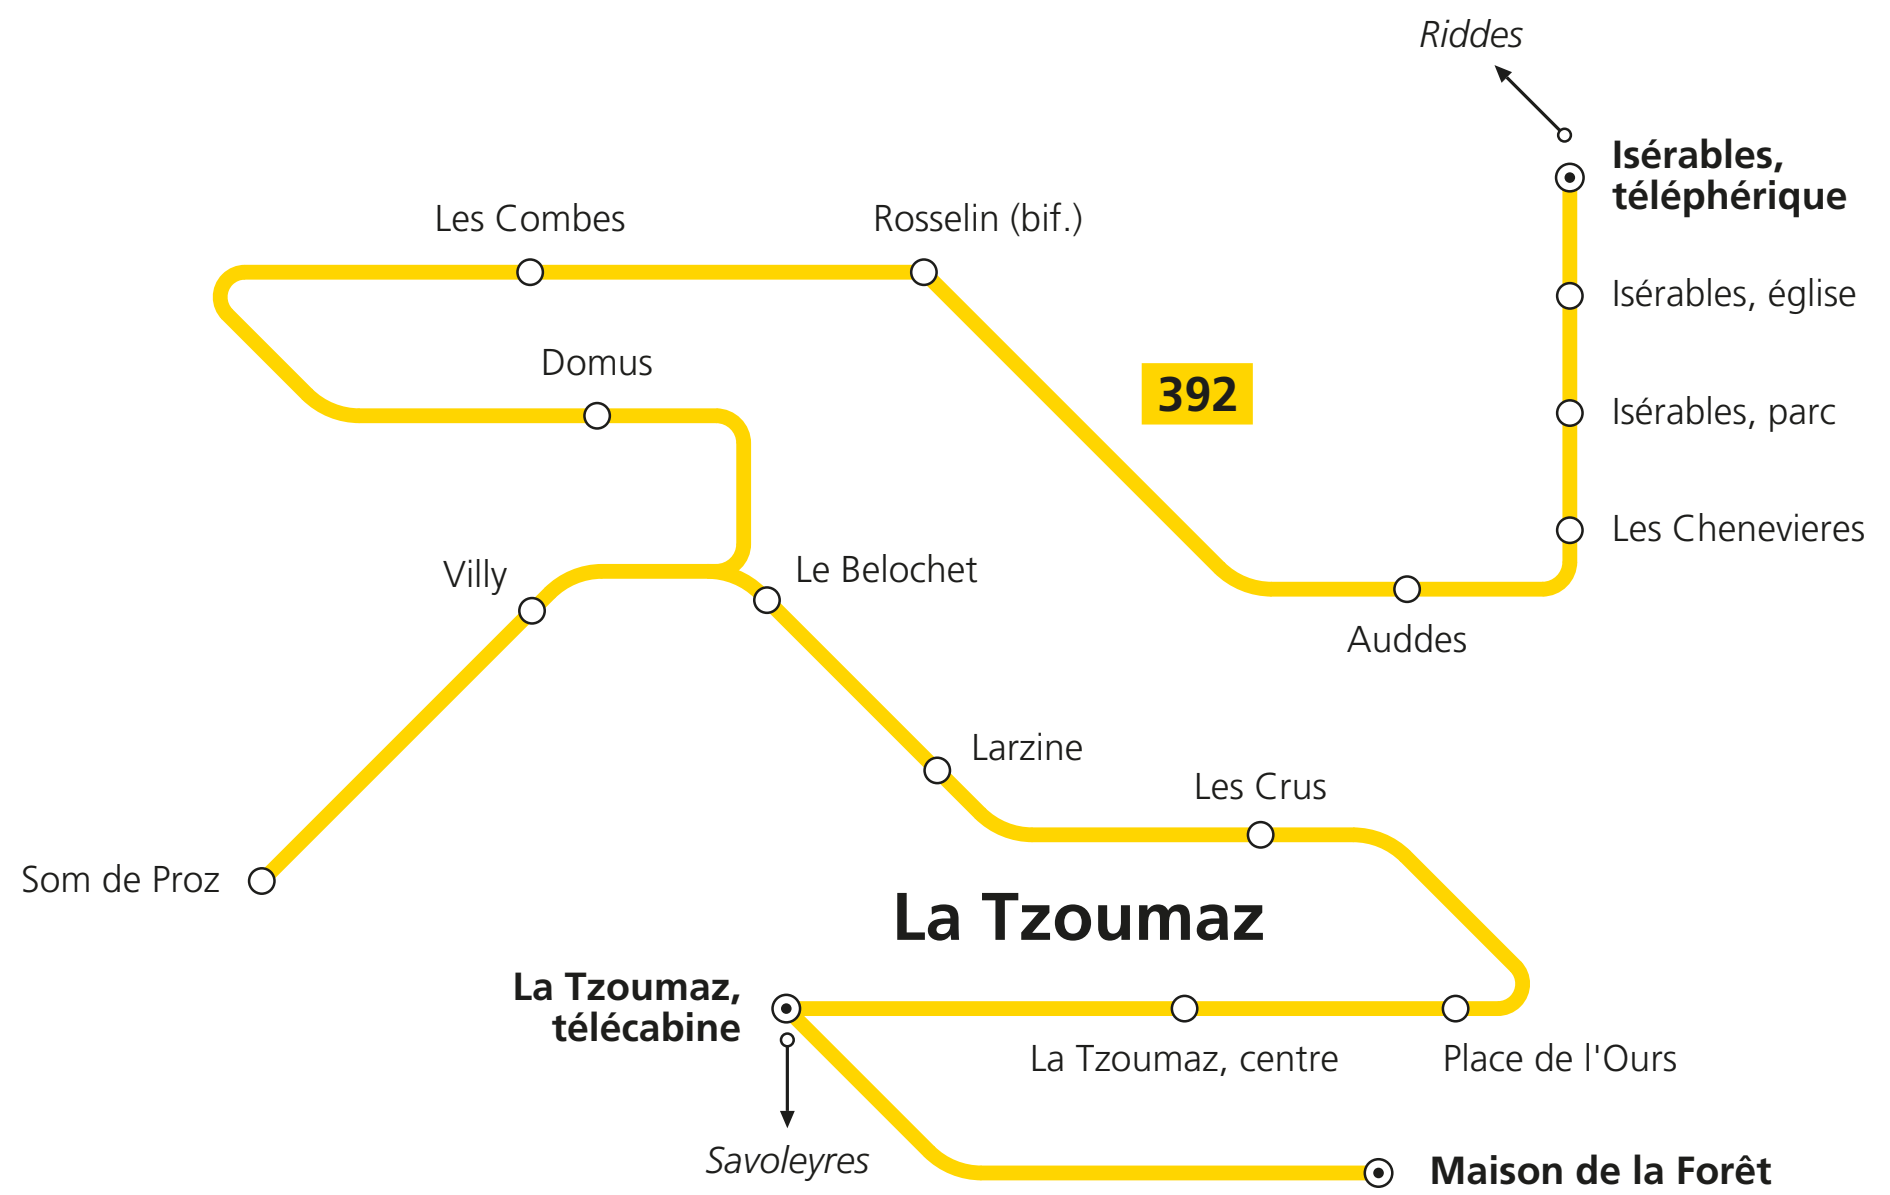 Riddes
Isérables,
téléphérique
Les Combes
Rosselin (bif.)
Isérables, église
Domus
392
Isérables, parc
Les Chenevieres
Villy
Le Belochet
Auddes
Larzine
Les Crus
Som de Proz
La Tzoumaz
La Tzoumaz,
télécabine
La Tzoumaz, centre
Place de l'Ours
Savoleyres
Maison de la Forêt